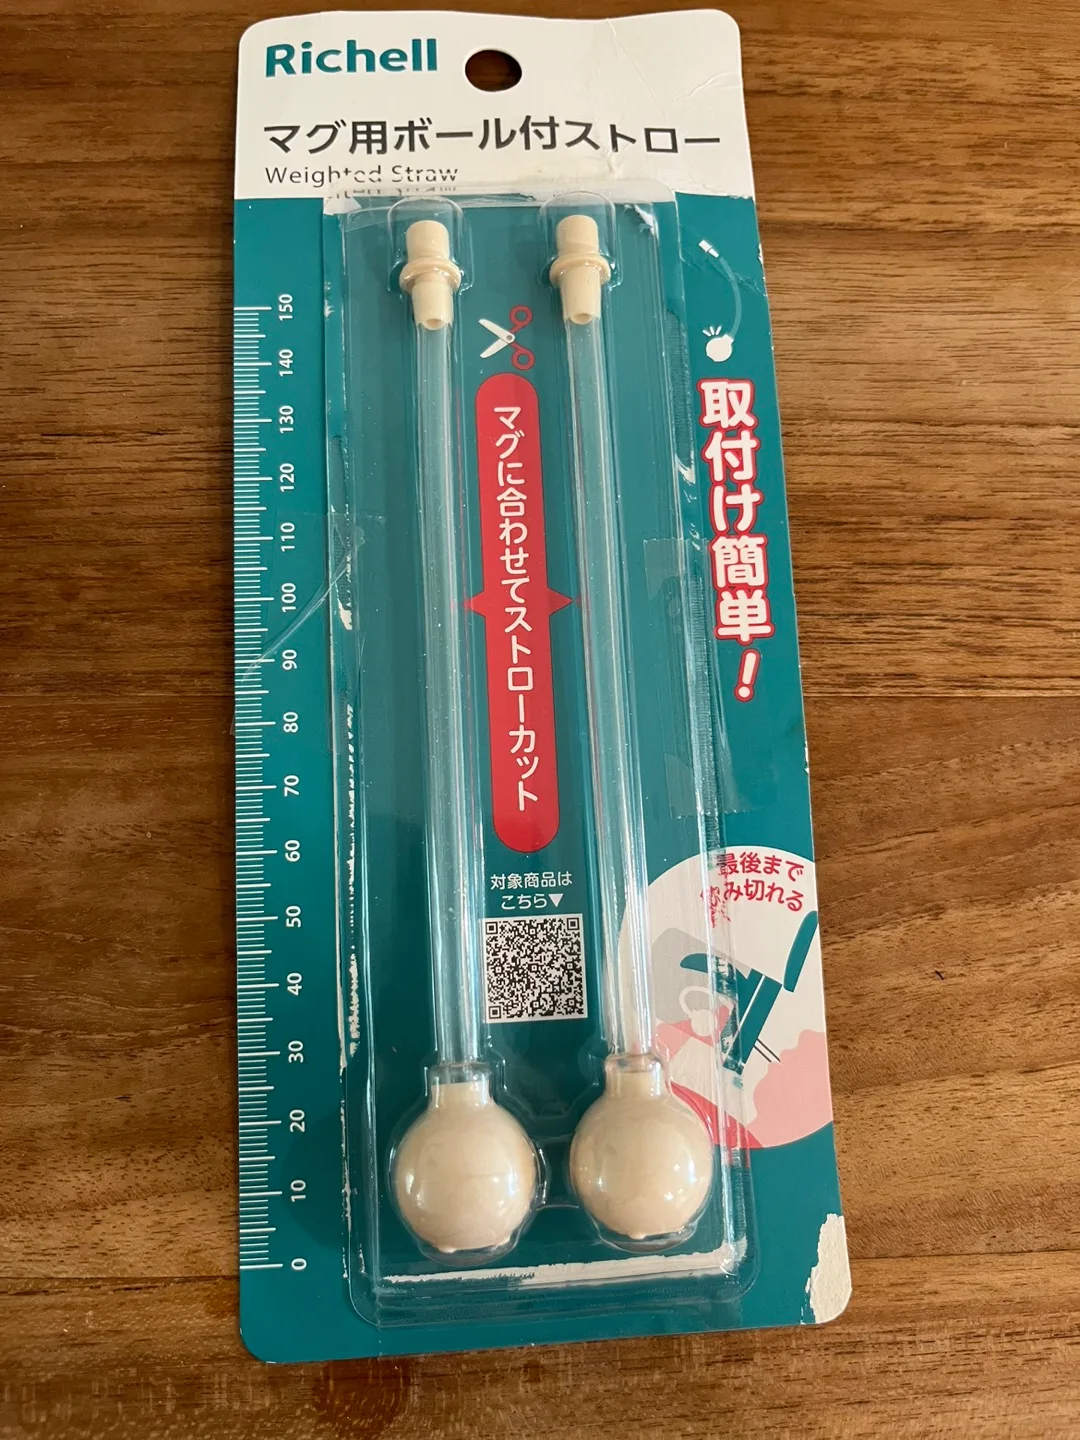 Richell
マグ用ボール付ストロー
Weighted Straw
取付け簡単!
マグに合わせてストローカット
150
140
130
120
110
100
90
80
70
60
50
40
30
20
10
0
対象商品は
こちら▼
最後まで
飲み切れる